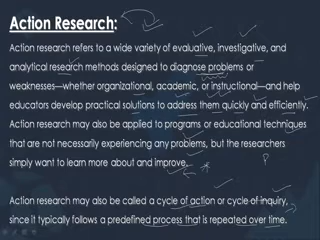 Action Research:
Action research refers to a wide variety of evaluative, investigative, and
analytical research methods designed to diagnose problems or
weaknesses—whether organizational, academic, or instructional—and help
educators develop practical solutions to address them quickly and efficiently.
Action research may also be applied to programs or educational techniques
that are not necessarily experiencing any problems, but the researchers
simply want to learn more about and improve.
Action research may also be called a cycle of action or cycle of inquiry,
since it typically follows a predefined process that is repeated over time.